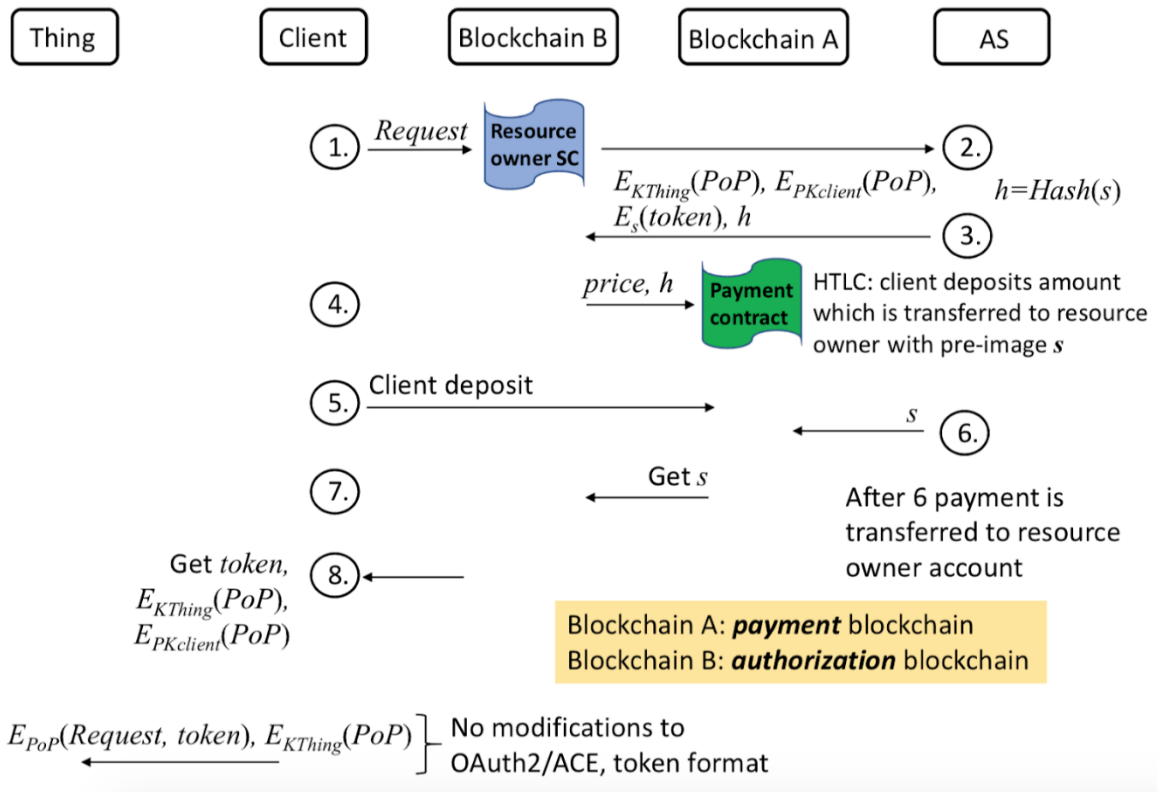 Thing
Client
Blockchain B
Blockchain A
AS
1.
Request
Resource
owner SC
2.
E_KThing(PoP), E_PKclient(PoP),
E_s(token), h
h=Hash(s)
3.
4.
price, h
Payment
contract
HTLC: client deposits amount
which is transferred to resource
owner with pre-image s
5.
Client deposit
s
6.
7.
Get s
After 6 payment is
transferred to resource
owner account
8.
Get token,
E_KThing(PoP),
E_PKclient(PoP)
Blockchain A: payment blockchain
Blockchain B: authorization blockchain
E_PoP(Request, token), E_KThing(PoP)
No modifications to
OAuth2/ACE, token format